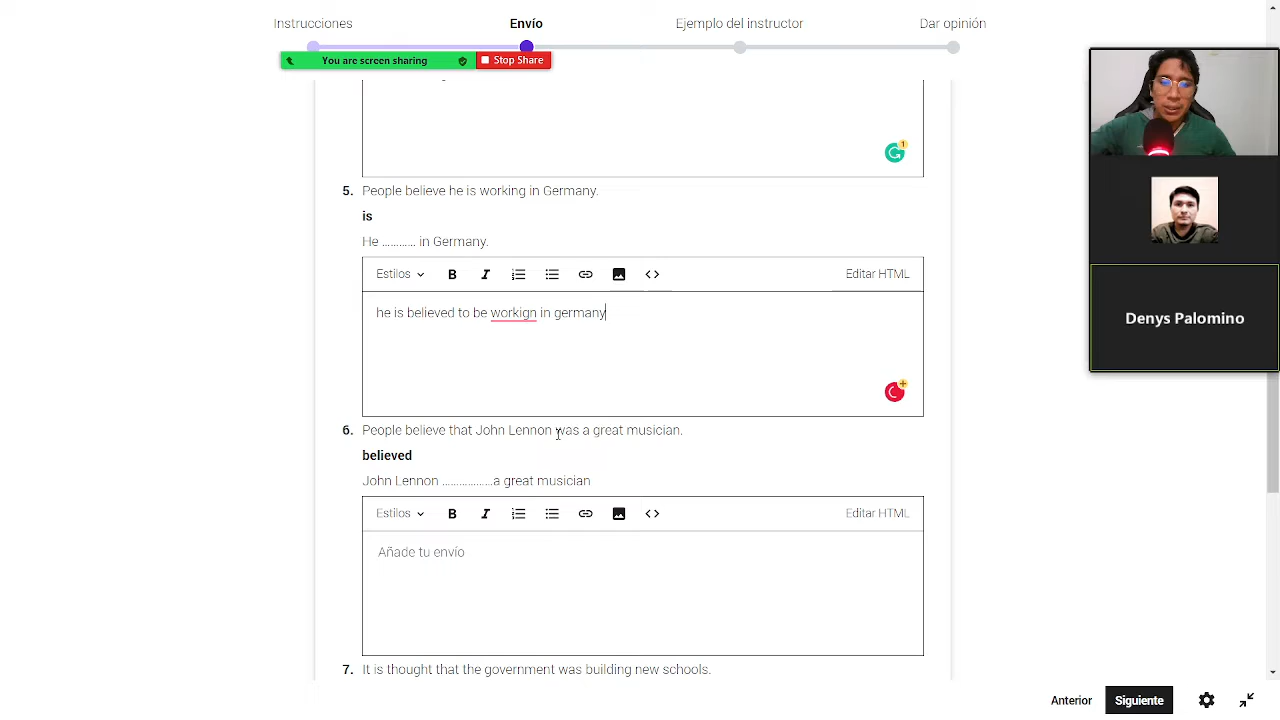 Instrucciones
Envío
Ejemplo del instructor
Dar opinión
You are screen sharing
Stop Share
1
5. People believe he is working in Germany.
is
He ............ in Germany.
Estilos
B I
Editar HTML
he is believed to be workign in germany
6. People believe that John Lennon was a great musician.
believed
John Lennon ..................a great musician
Estilos
B I
Editar HTML
Añade tu envío
7. It is thought that the government was building new schools.
Denys Palomino
Anterior
Siguiente